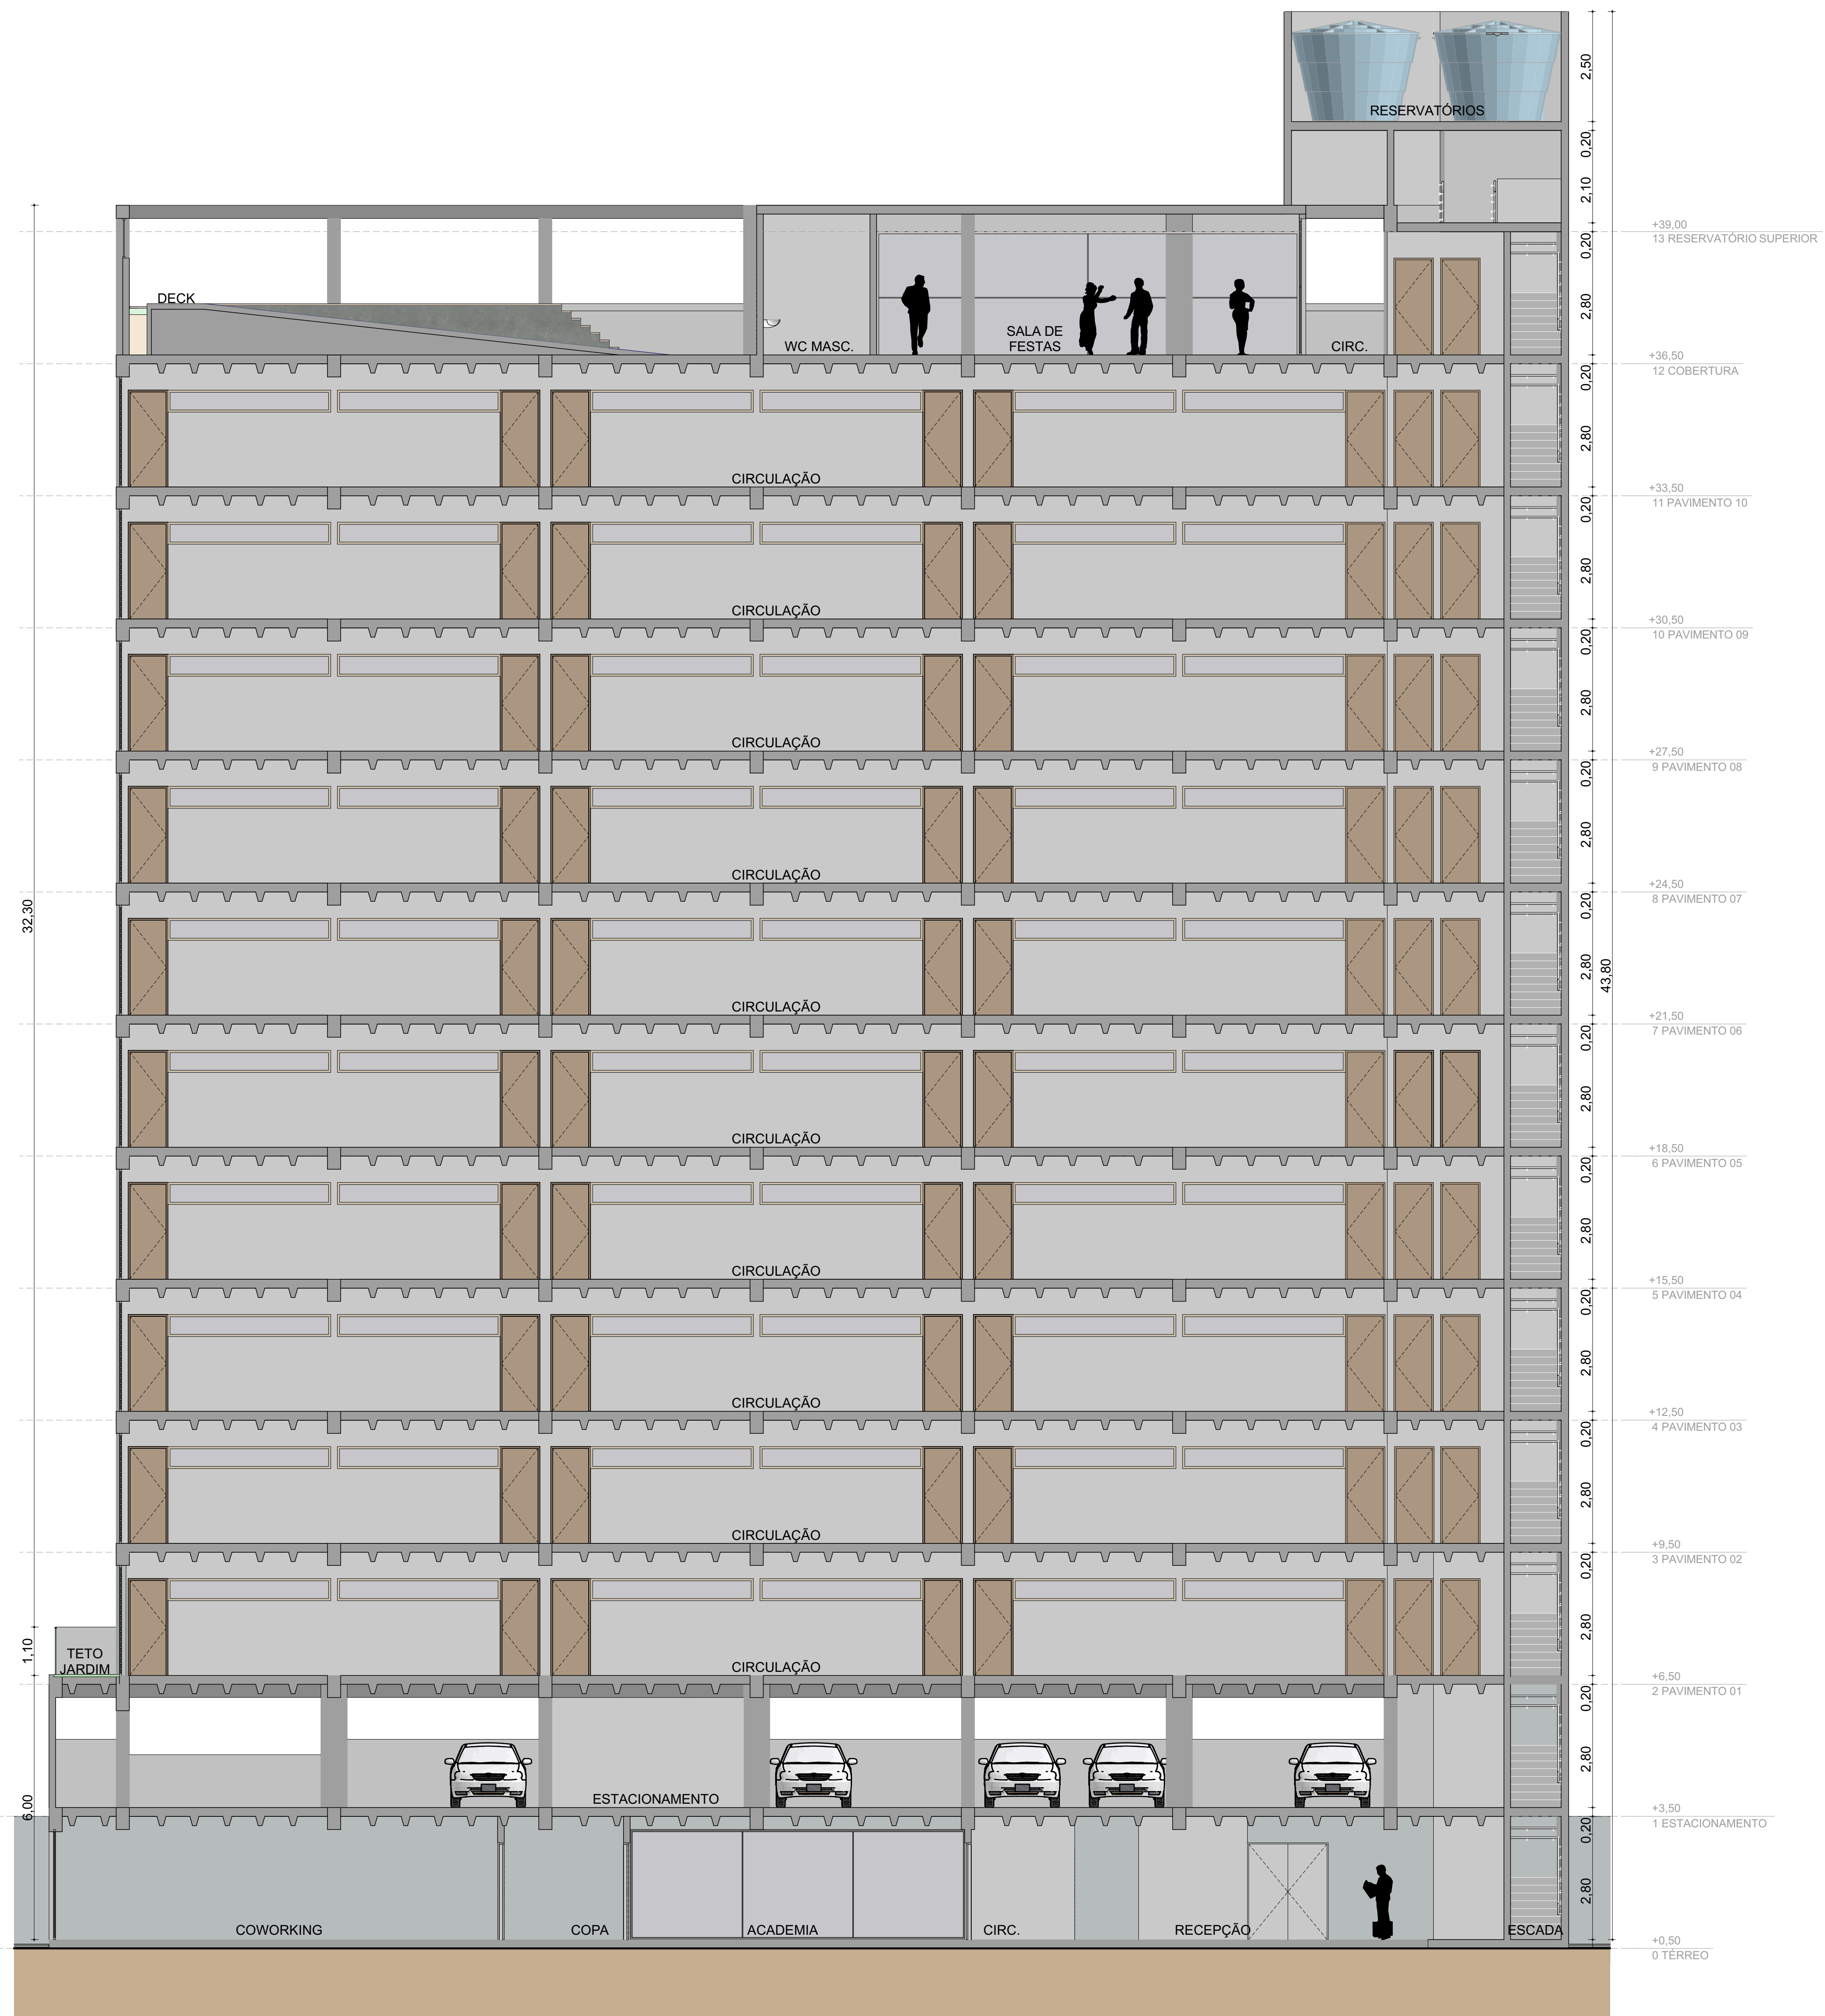 2,50
RESERVATÓRIOS
0,20
2,10
+39,00
13 RESERVATÓRIO SUPERIOR
0,20
DECK
2,80
SALA DE
FESTAS
WC MASC.
CIRC.
+36,50
12 COBERTURA
0,20
2,80
CIRCULAÇÃO
+33,50
11 PAVIMENTO 10
0,20
2,80
CIRCULAÇÃO
+30,50
10 PAVIMENTO 09
0,20
2,80
CIRCULAÇÃO
+27,50
9 PAVIMENTO 08
0,20
2,80
CIRCULAÇÃO
+24,50
8 PAVIMENTO 07
0,20
32,30
2,80
43,80
CIRCULAÇÃO
+21,50
7 PAVIMENTO 06
0,20
2,80
CIRCULAÇÃO
+18,50
6 PAVIMENTO 05
0,20
2,80
CIRCULAÇÃO
+15,50
5 PAVIMENTO 04
0,20
2,80
CIRCULAÇÃO
+12,50
4 PAVIMENTO 03
0,20
2,80
CIRCULAÇÃO
+9,50
3 PAVIMENTO 02
0,20
2,80
1,10
TETO
JARDIM
CIRCULAÇÃO
+6,50
2 PAVIMENTO 01
0,20
2,80
ESTACIONAMENTO
6,00
+3,50
1 ESTACIONAMENTO
0,20
2,80
COWORKING
COPA
ACADEMIA
CIRC.
RECEPÇÃO
ESCADA
+0,50
0 TÉRREO